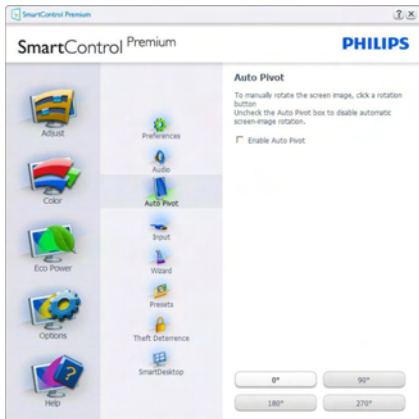 SmartControl Premium
? ×
SmartControl Premium
PHILIPS
Adjust
Color
Eco Power
Options
Help
Preferences
Audio
Auto Pivot
Input
Wizard
Presets
Theft Deterrence
SmartDesktop
Auto Pivot
To manually rotate the screen image, click a rotation
button
Uncheck the Auto Pivot box to disable automatic
screen-image rotation.
Enable Auto Pivot
0° 90°
180° 270°